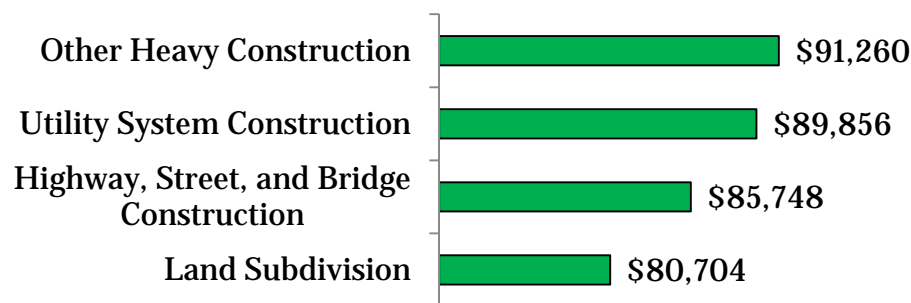 Other Heavy Construction
$91,260
Utility System Construction
$89,856
Highway, Street, and Bridge
Construction
$85,748
Land Subdivision
$80,704